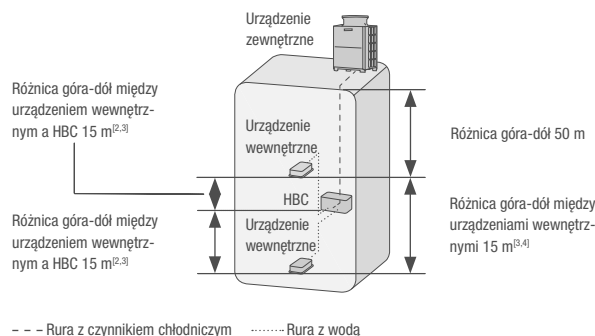 Urządzenie
zewnętrzne
Różnica góra-dół między
urządzeniem wewnętrz-
nym a HBC 15 m[2,3]
Urządzenie
wewnętrzne
Różnica góra-dół 50 m
HBC
Różnica góra-dół między
urządzeniem wewnętrz-
nym a HBC 15 m[2,3]
Urządzenie
wewnętrzne
Różnica góra-dół między
urządzeniami wewnętrz-
nymi 15 m[3,4]
– – – Rura z czynnikiem chłodniczym ........ Rura z wodą